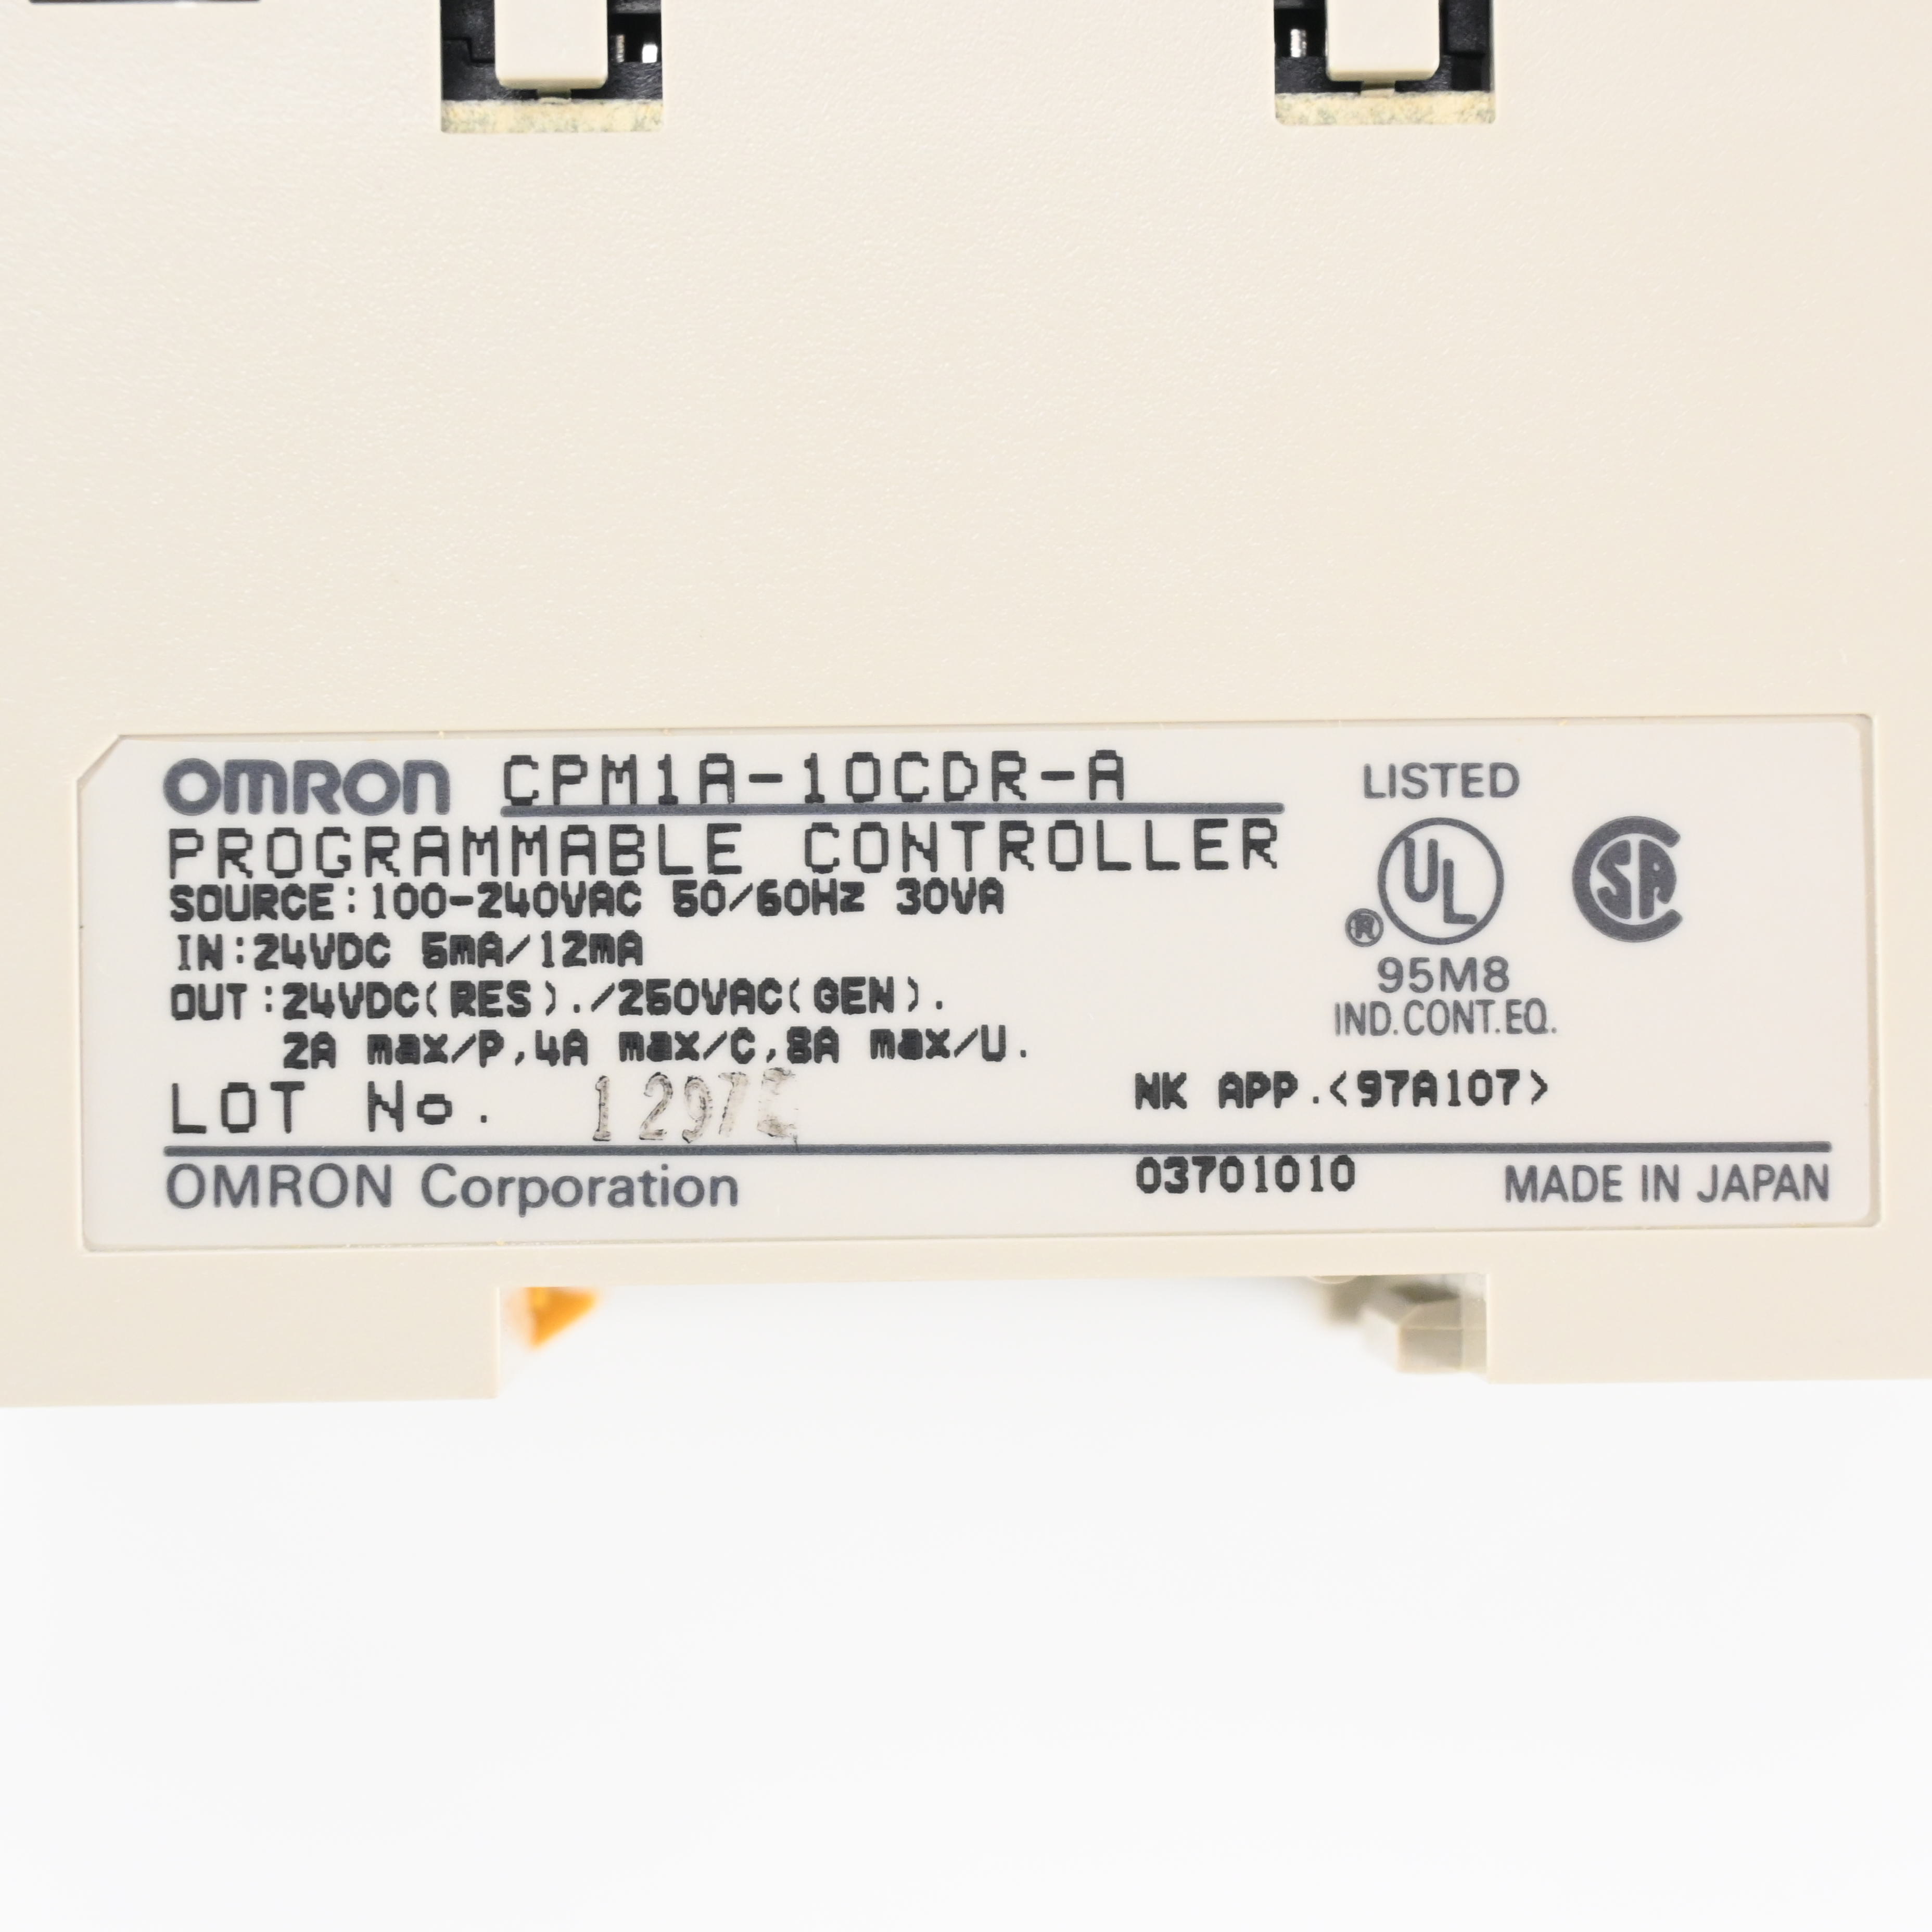 OMRON CPM1A-10CDR-A
PROGRAMMABLE CONTROLLER
SOURCE:100-240VAC 50/60Hz 30VA
IN:24VDC 5mA/12mA
OUT:24VDC(RES)./250VAC(GEN).
2A max/P,4A max/C,8A max/U.
LOT No.
LISTED
UL
®
SA
95M8
IND.CONT.EQ.
NK APP.<97A107>
OMRON Corporation 03701010 MADE IN JAPAN